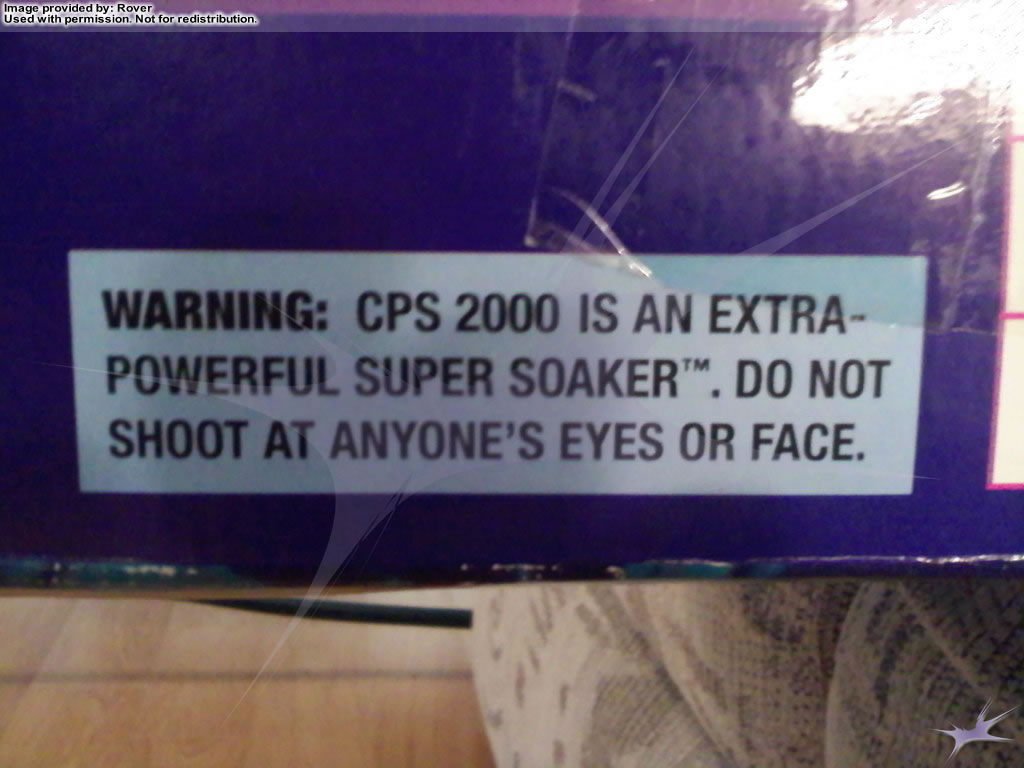 Image provided by: Rover
Used with permission. Not for redistribution.
WARNING: CPS 2000 IS AN EXTRA-
POWERFUL SUPER SOAKER™. DO NOT
SHOOT AT ANYONE'S EYES OR FACE.